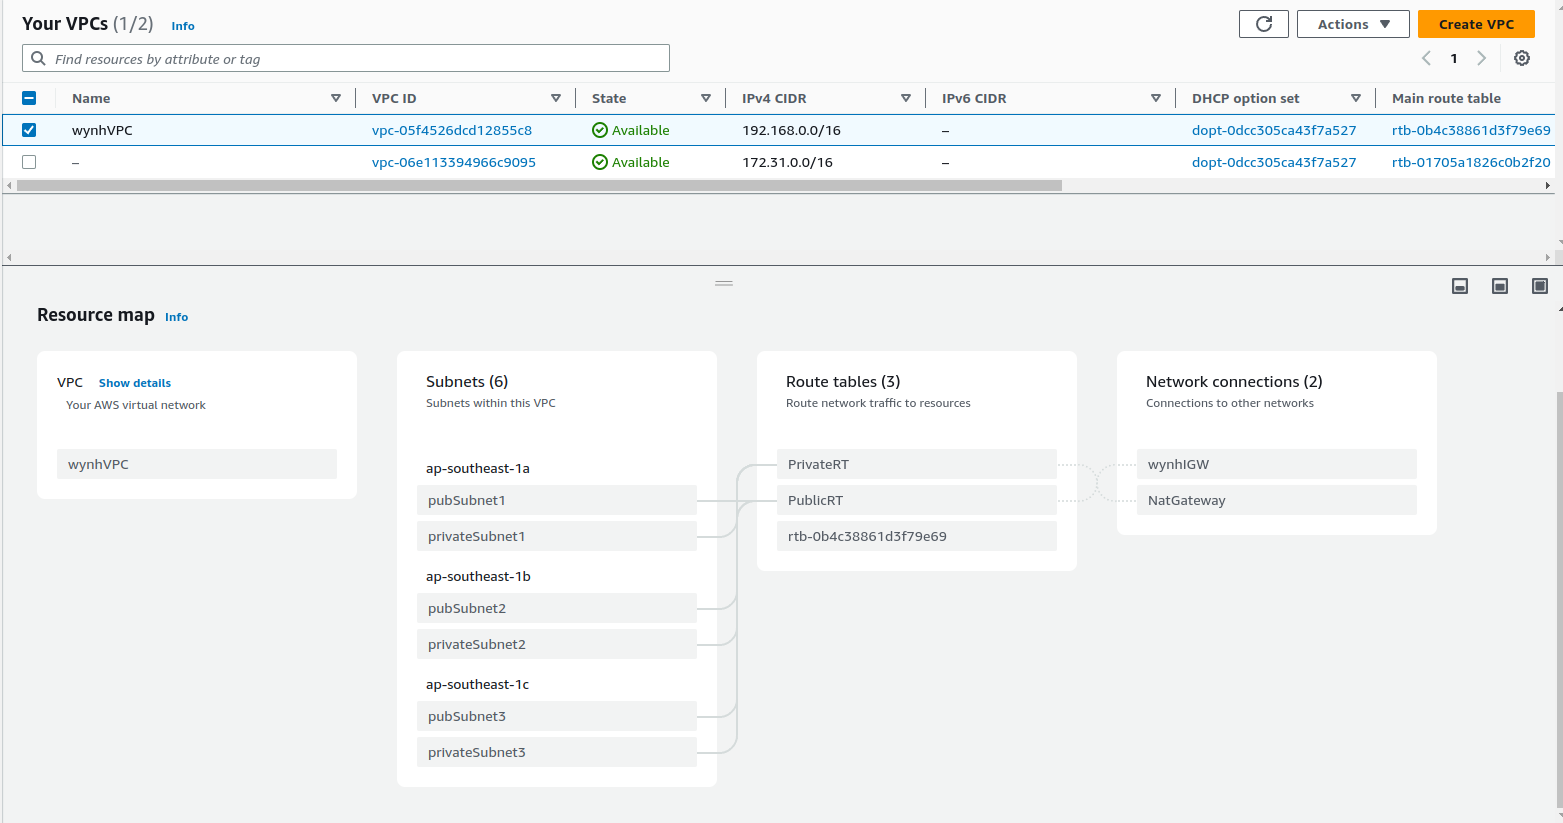 Your VPCs (1/2) Info
Actions
Create VPC
Find resources by attribute or tag
1
Name VPC ID State IPv4 CIDR IPv6 CIDR DHCP option set Main route table
wynhVPC vpc-05f4526dcd12855c8 Available 192.168.0.0/16 – dopt-0dcc305ca43f7a527 rtb-0b4c38861d3f79e69
– vpc-06e113394966c9095 Available 172.31.0.0/16 – dopt-0dcc305ca43f7a527 rtb-01705a1826c0b2f20
Resource map Info
VPC Show details
Your AWS virtual network
wynhVPC
Subnets (6)
Subnets within this VPC
ap-southeast-1a
pubSubnet1
privateSubnet1
ap-southeast-1b
pubSubnet2
privateSubnet2
ap-southeast-1c
pubSubnet3
privateSubnet3
Route tables (3)
Route network traffic to resources
PrivateRT
PublicRT
rtb-0b4c38861d3f79e69
Network connections (2)
Connections to other networks
wynhIGW
NatGateway